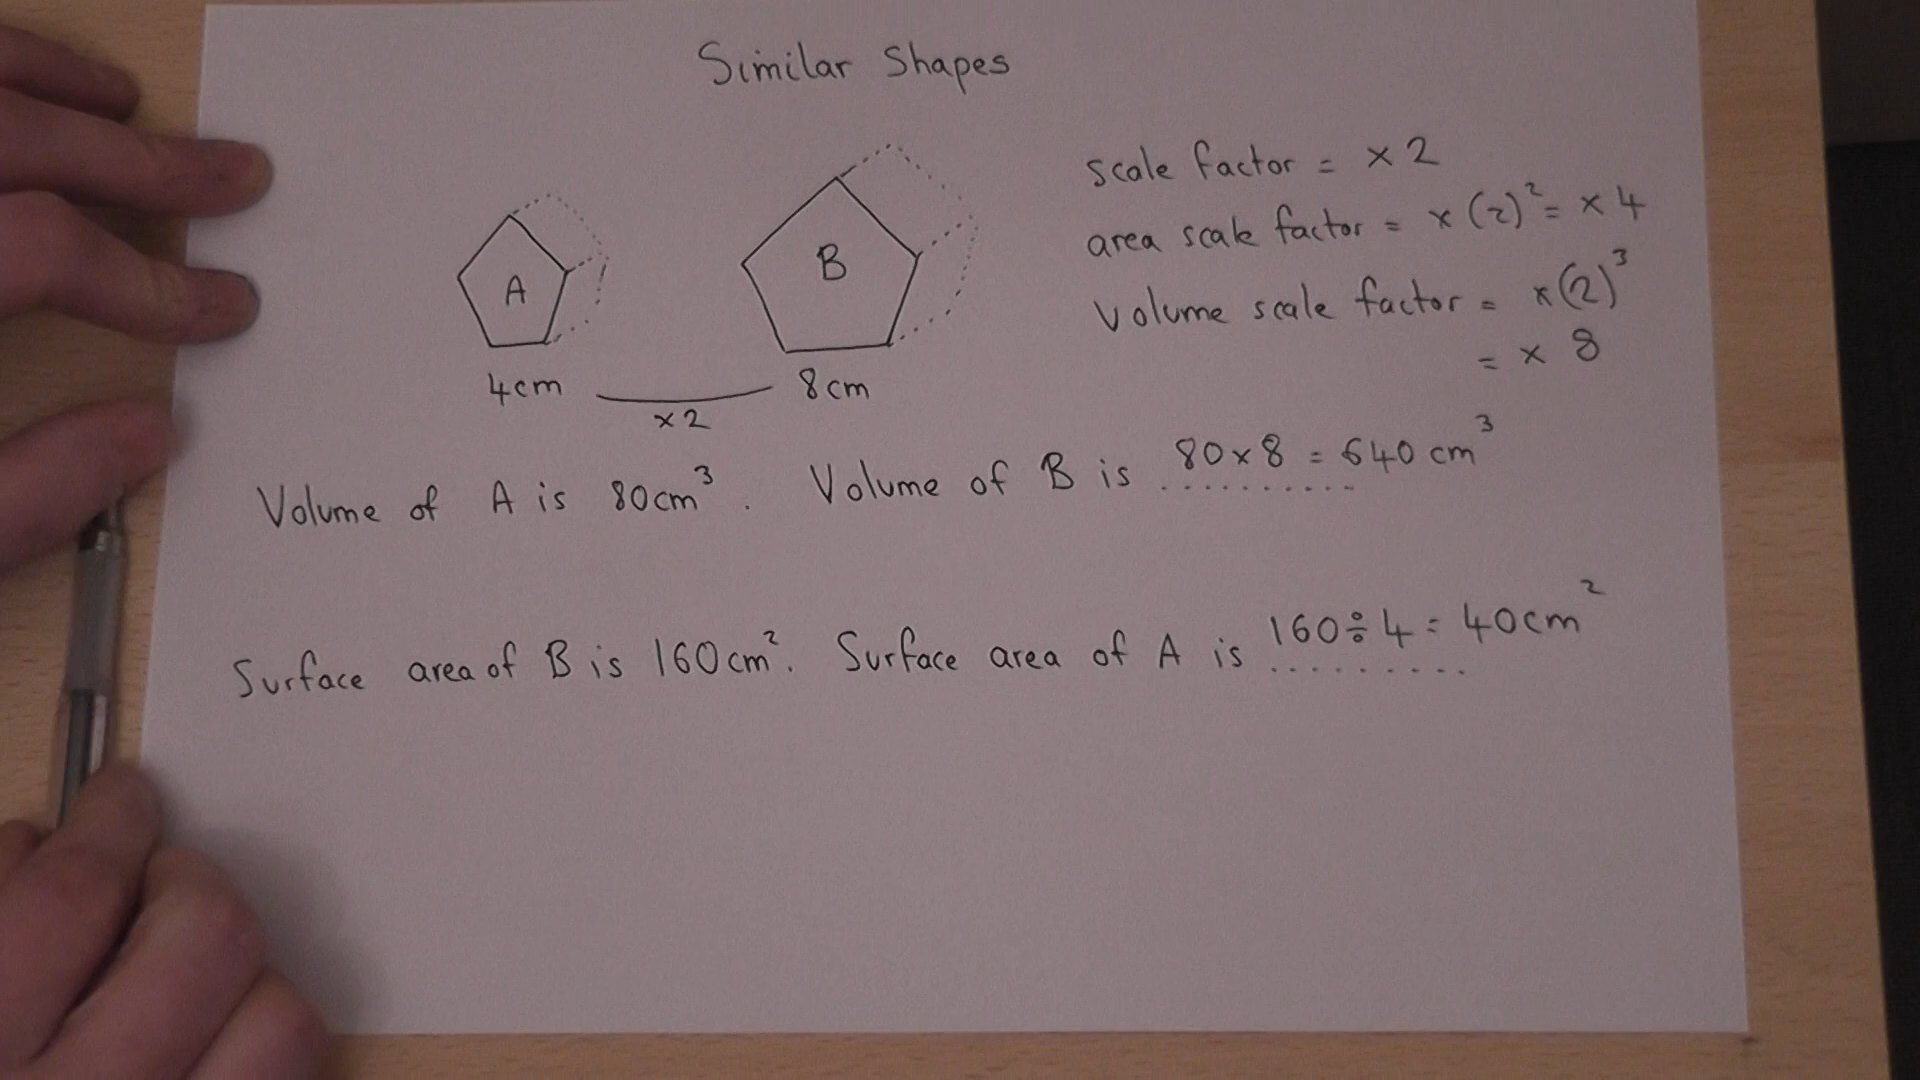 Similar Shapes
scale factor = × 2
area scale factor = × (2)² = × 4
Volume scale factor = × (2)³
= × 8
A
B
4cm
8cm
×2
Volume of A is 80cm³. Volume of B is 80×8 = 640 cm³
Surface area of B is 160cm². Surface area of A is 160÷4 = 40cm²